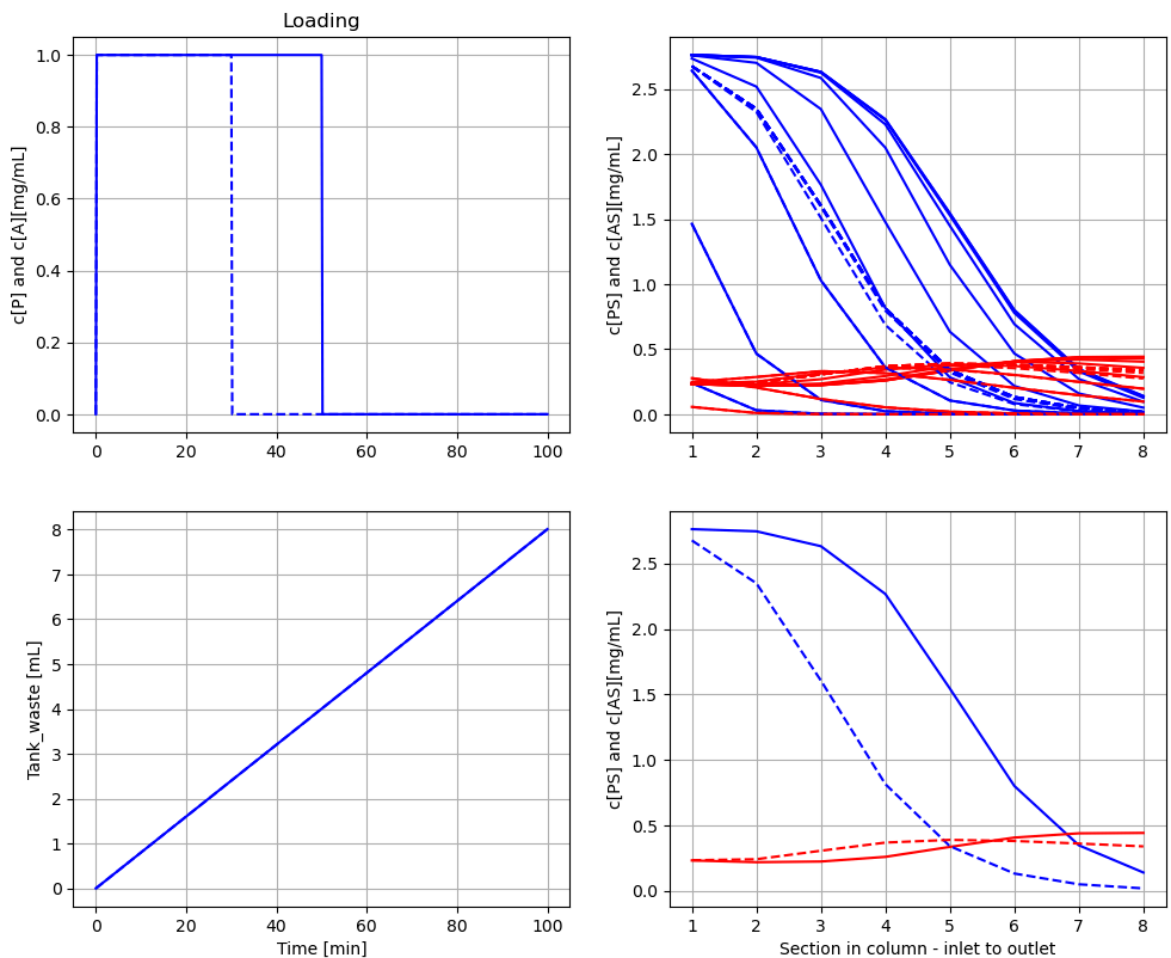 Loading
c[P] and c[A][mg/mL]
1.0
0.8
0.6
0.4
0.2
0.0
0 20 40 60 80 100
c[PS] and c[AS][mg/mL]
2.5
2.0
1.5
1.0
0.5
0.0
1 2 3 4 5 6 7 8
Tank_waste [mL]
8
7
6
5
4
3
2
1
0
0 20 40 60 80 100
Time [min]
c[PS] and c[AS][mg/mL]
2.5
2.0
1.5
1.0
0.5
0.0
1 2 3 4 5 6 7 8
Section in column - inlet to outlet